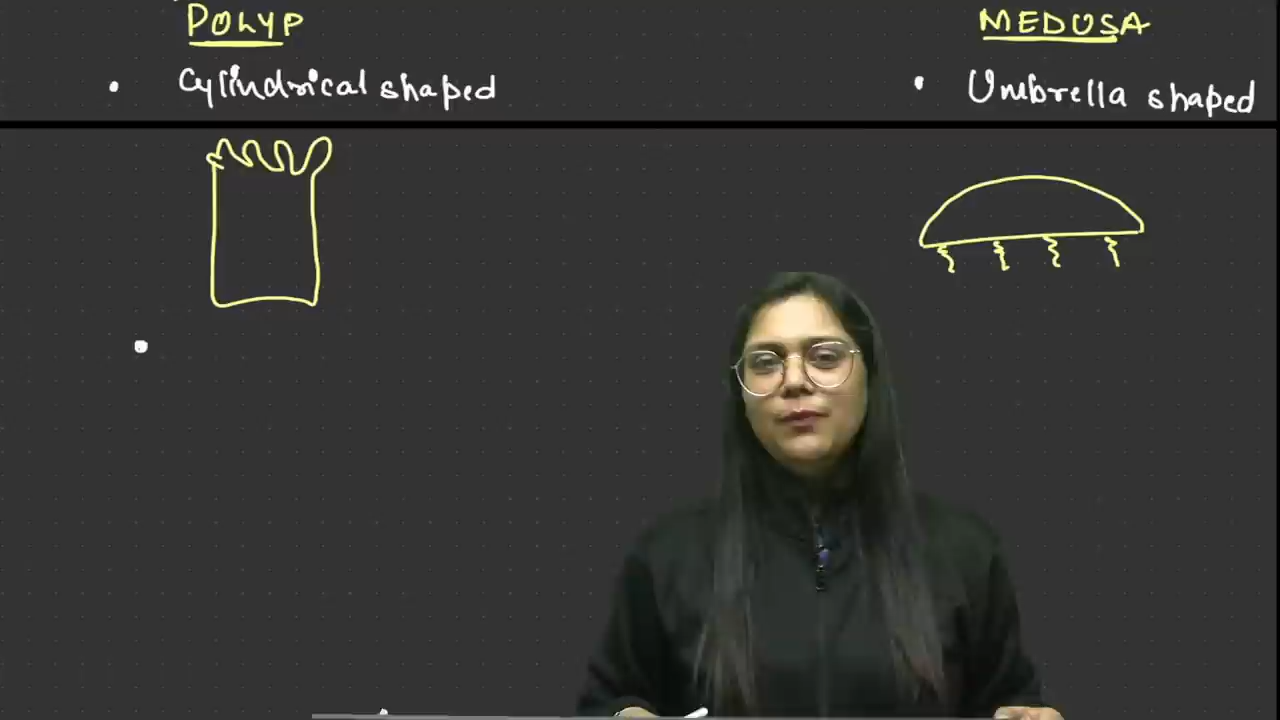 POLYP
MEDUSA
• Cylindrical shaped
• Umbrella shaped
•